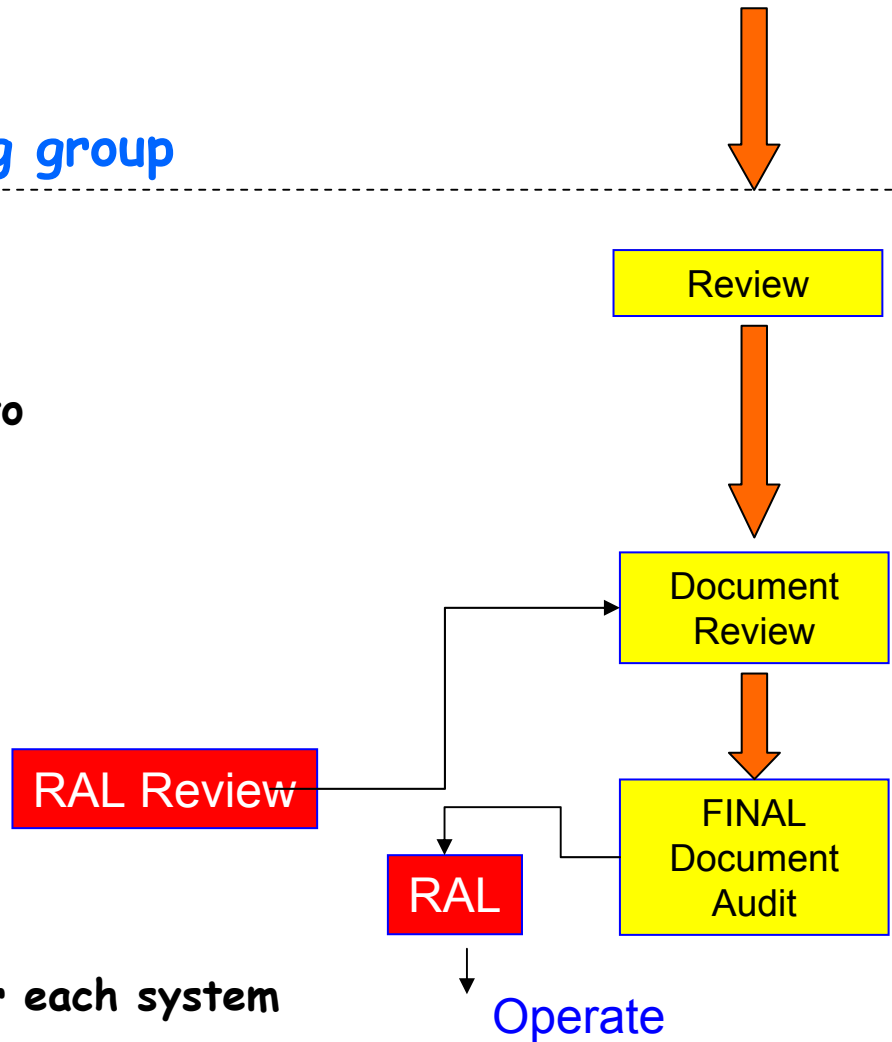 group
Review
Document
Review
RAL Review
FINAL
Document
Audit
RAL
each system
Operate